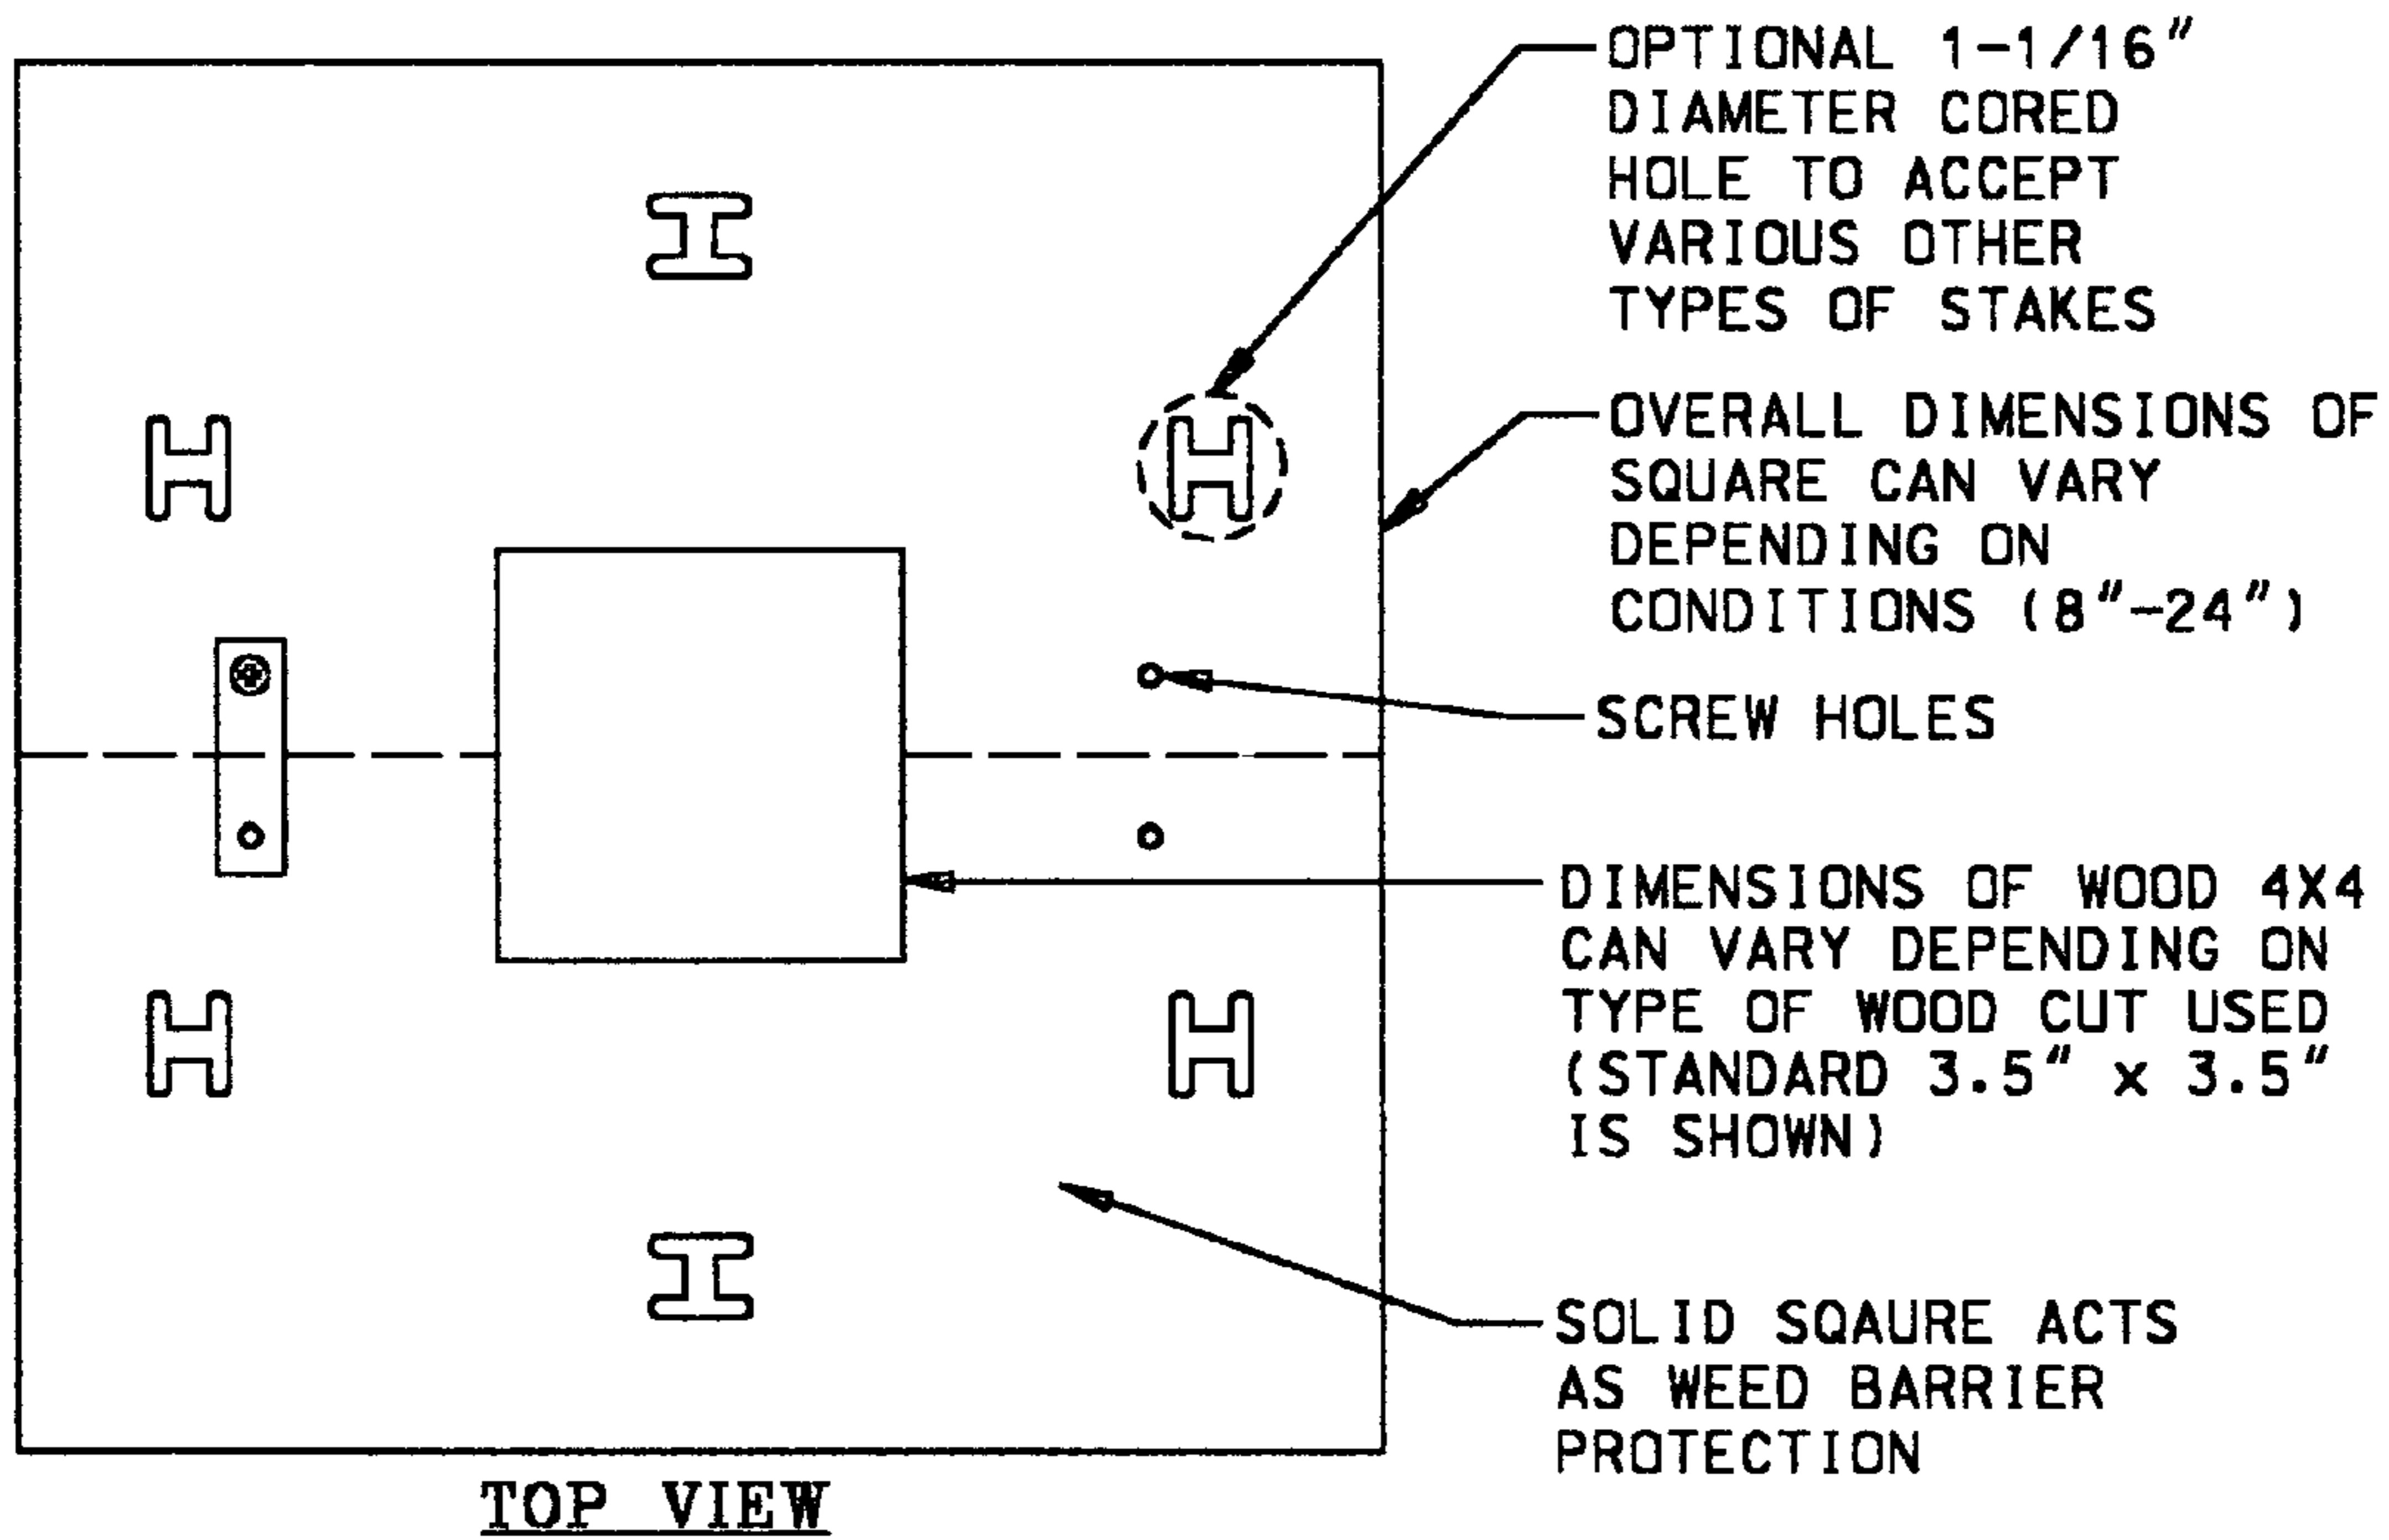 OPTIONAL 1-1/16"
DIAMETER CORED
HOLE TO ACCEPT
VARIOUS OTHER
TYPES OF STAKES
OVERALL DIMENSIONS OF
SQUARE CAN VARY
DEPENDING ON
CONDITIONS (8"-24")
SCREW HOLES
DIMENSIONS OF WOOD 4X4
CAN VARY DEPENDING ON
TYPE OF WOOD CUT USED
(STANDARD 3.5" x 3.5"
IS SHOWN)
SOLID SQAURE ACTS
AS WEED BARRIER
PROTECTION
TOP VIEW